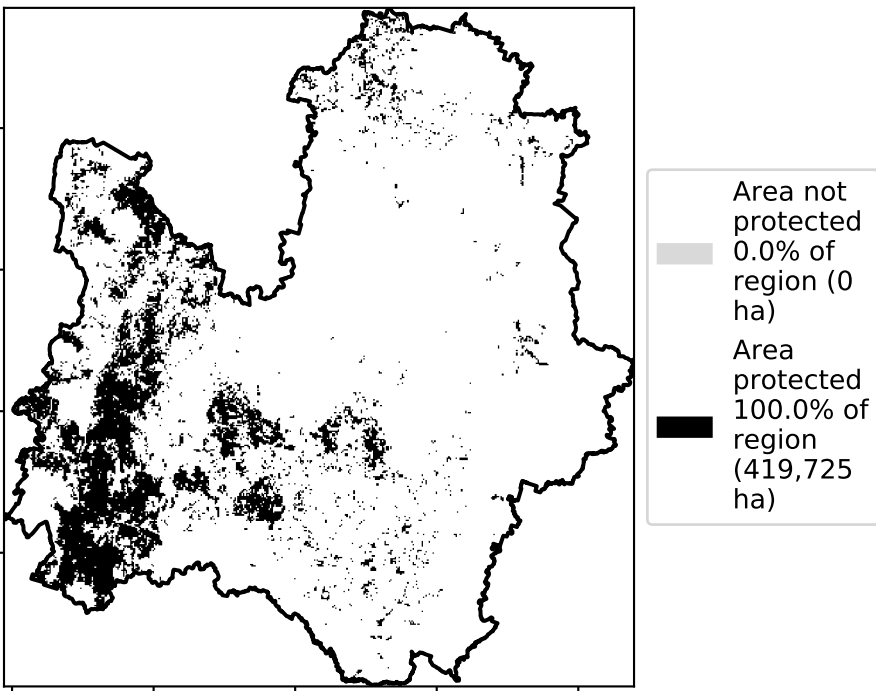 Area not
protected
0.0% of
region (0
ha)
Area
protected
100.0% of
region
(419,725
ha)